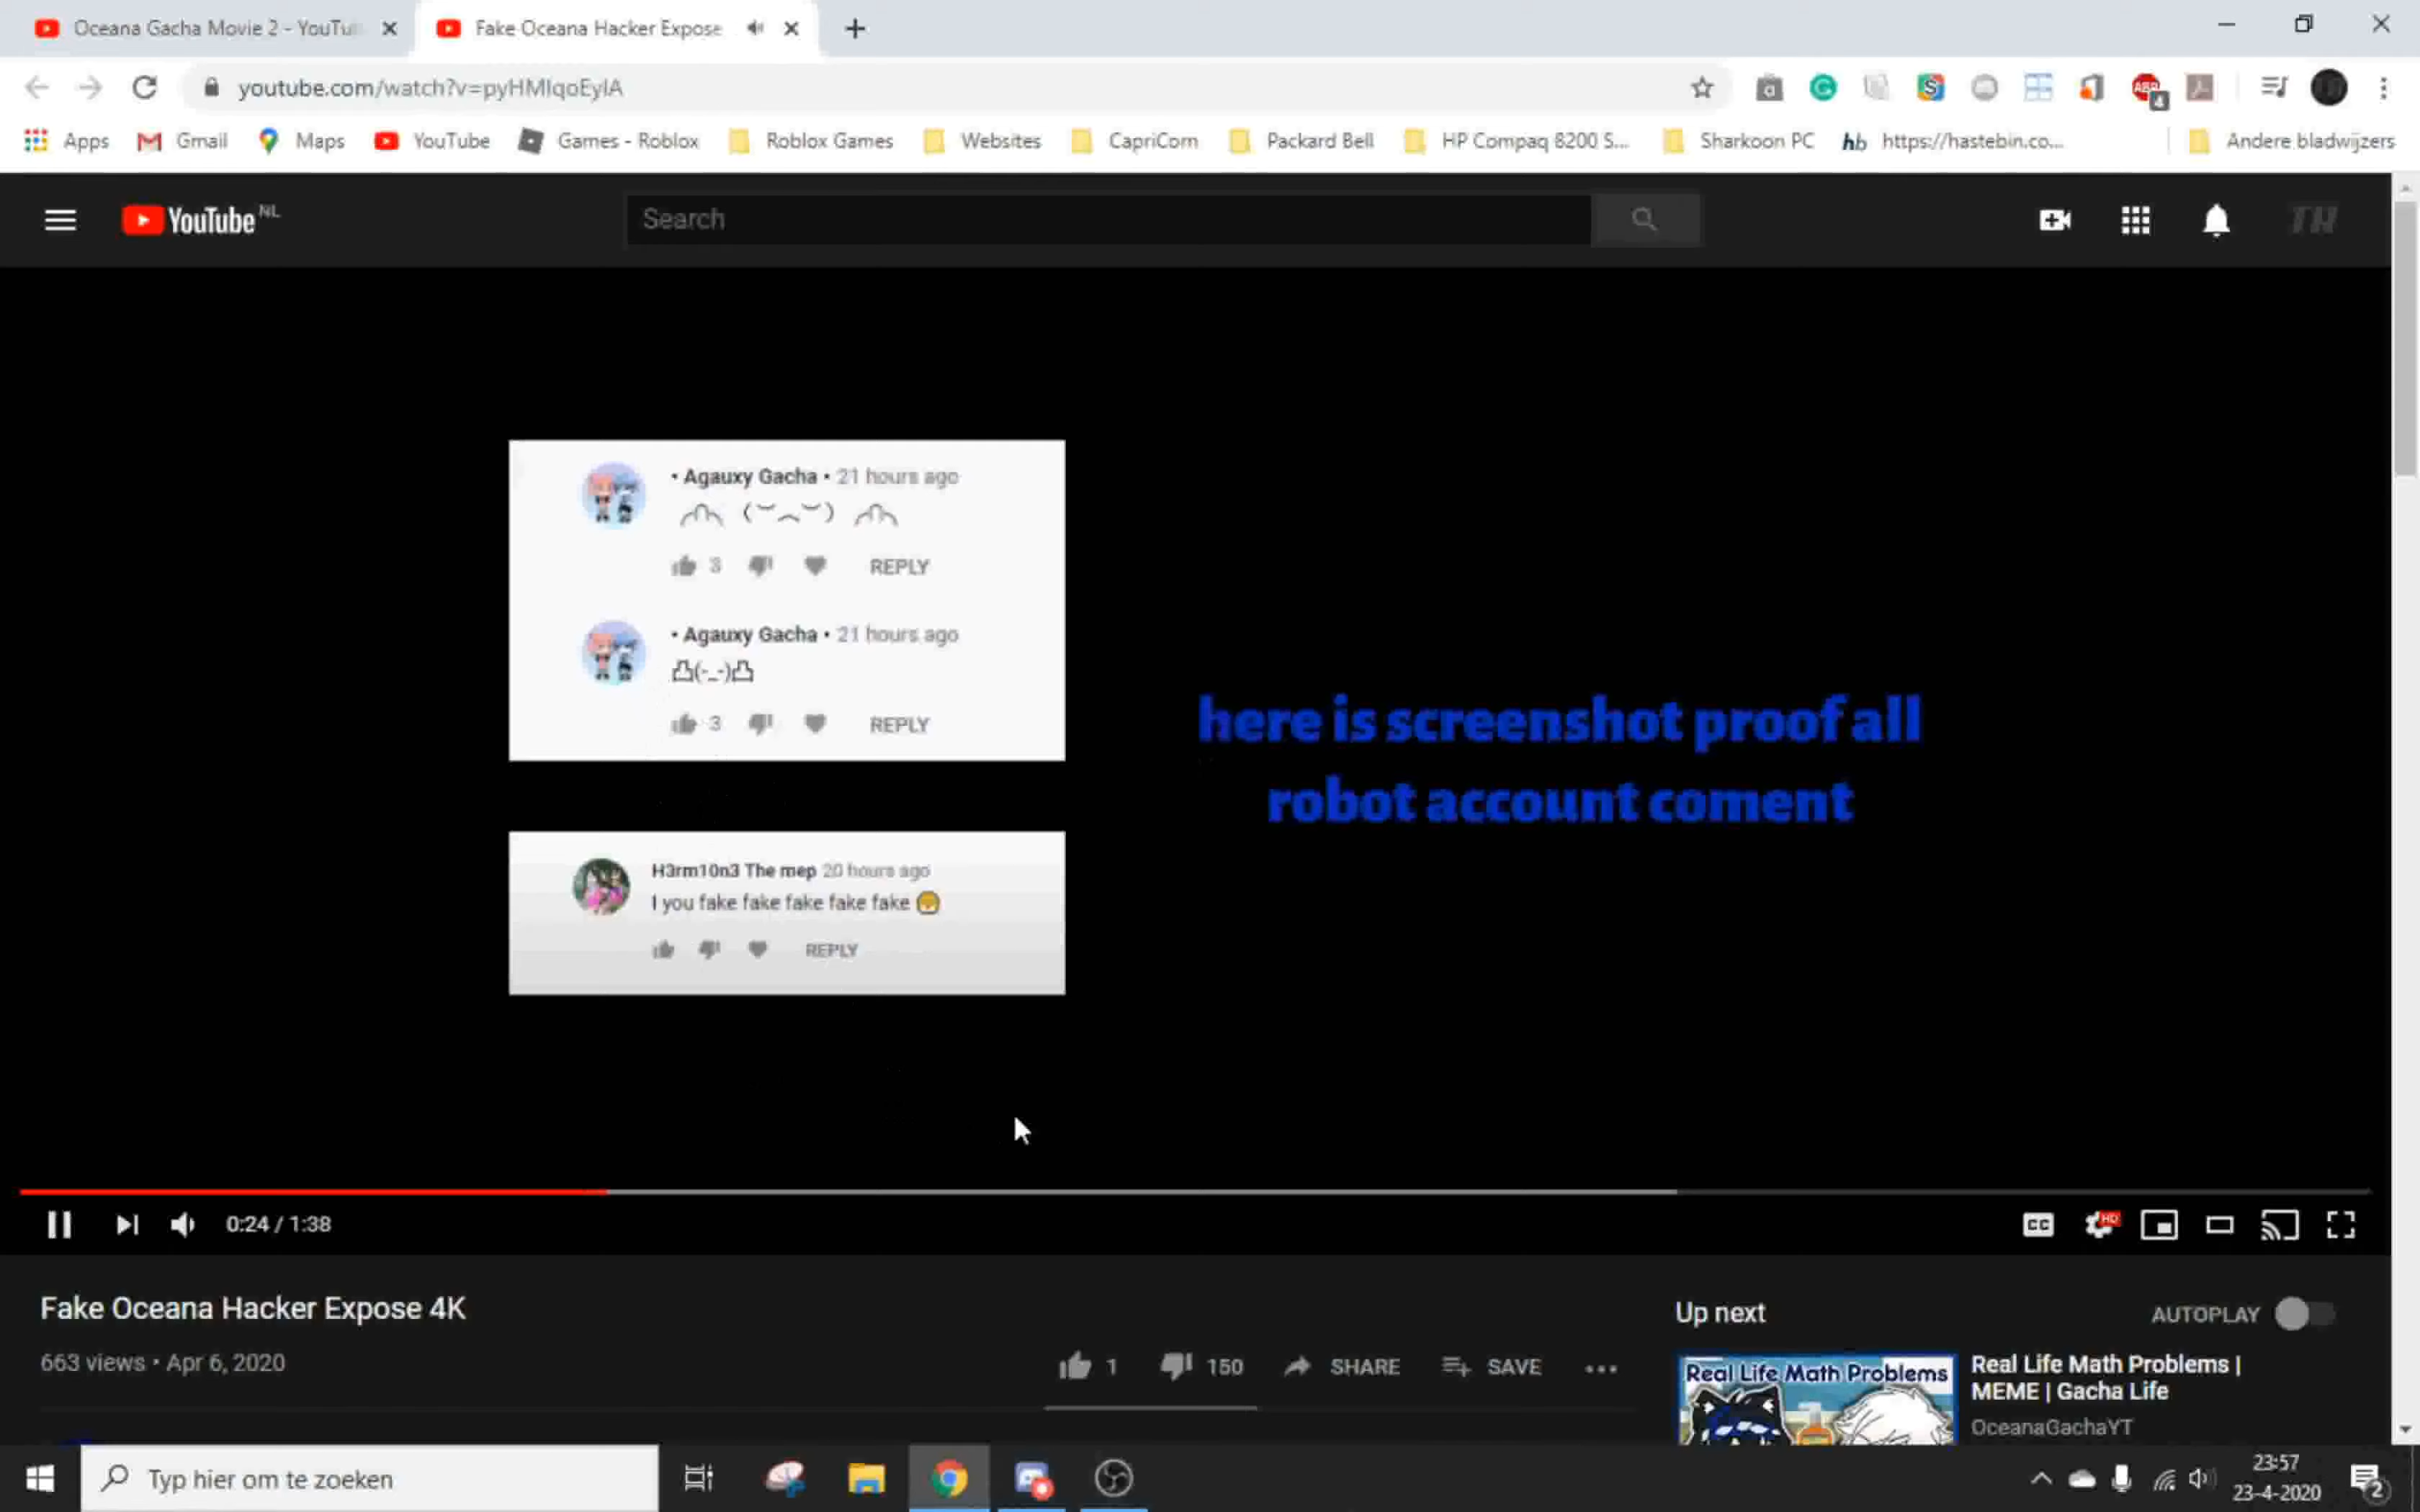 Oceana Gacha Movie 2 - YouTu
Fake Oceana Hacker Expose
youtube.com/watch?v=pyHMlqoEylA
Apps
Gmail
Maps
YouTube
Games - Roblox
Roblox Games
Websites
CapriCorn
Packard Bell
HP Compaq 8200 S...
Sharkoon PC
hb https://hastebin.co...
Andere bladwijzers
YouTube NL
Search
TH
• Agauxy Gacha • 21 hours ago
╭∩╮ (︶︿︶) ╭∩╮
3 REPLY
• Agauxy Gacha • 21 hours ago
凸(-_-)凸
3 REPLY
here is screenshot proof all
robot account coment
H3rm10n3 The mep 20 hours ago
I you fake fake fake fake fake
REPLY
0:24 / 1:38
CC
HD
Fake Oceana Hacker Expose 4K
663 views • Apr 6, 2020
1
150
SHARE
SAVE
Up next
AUTOPLAY
Real Life Math Problems
Real Life Math Problems |
MEME | Gacha Life
OceanaGachaYT
Typ hier om te zoeken
23:57
23-4-2020
2